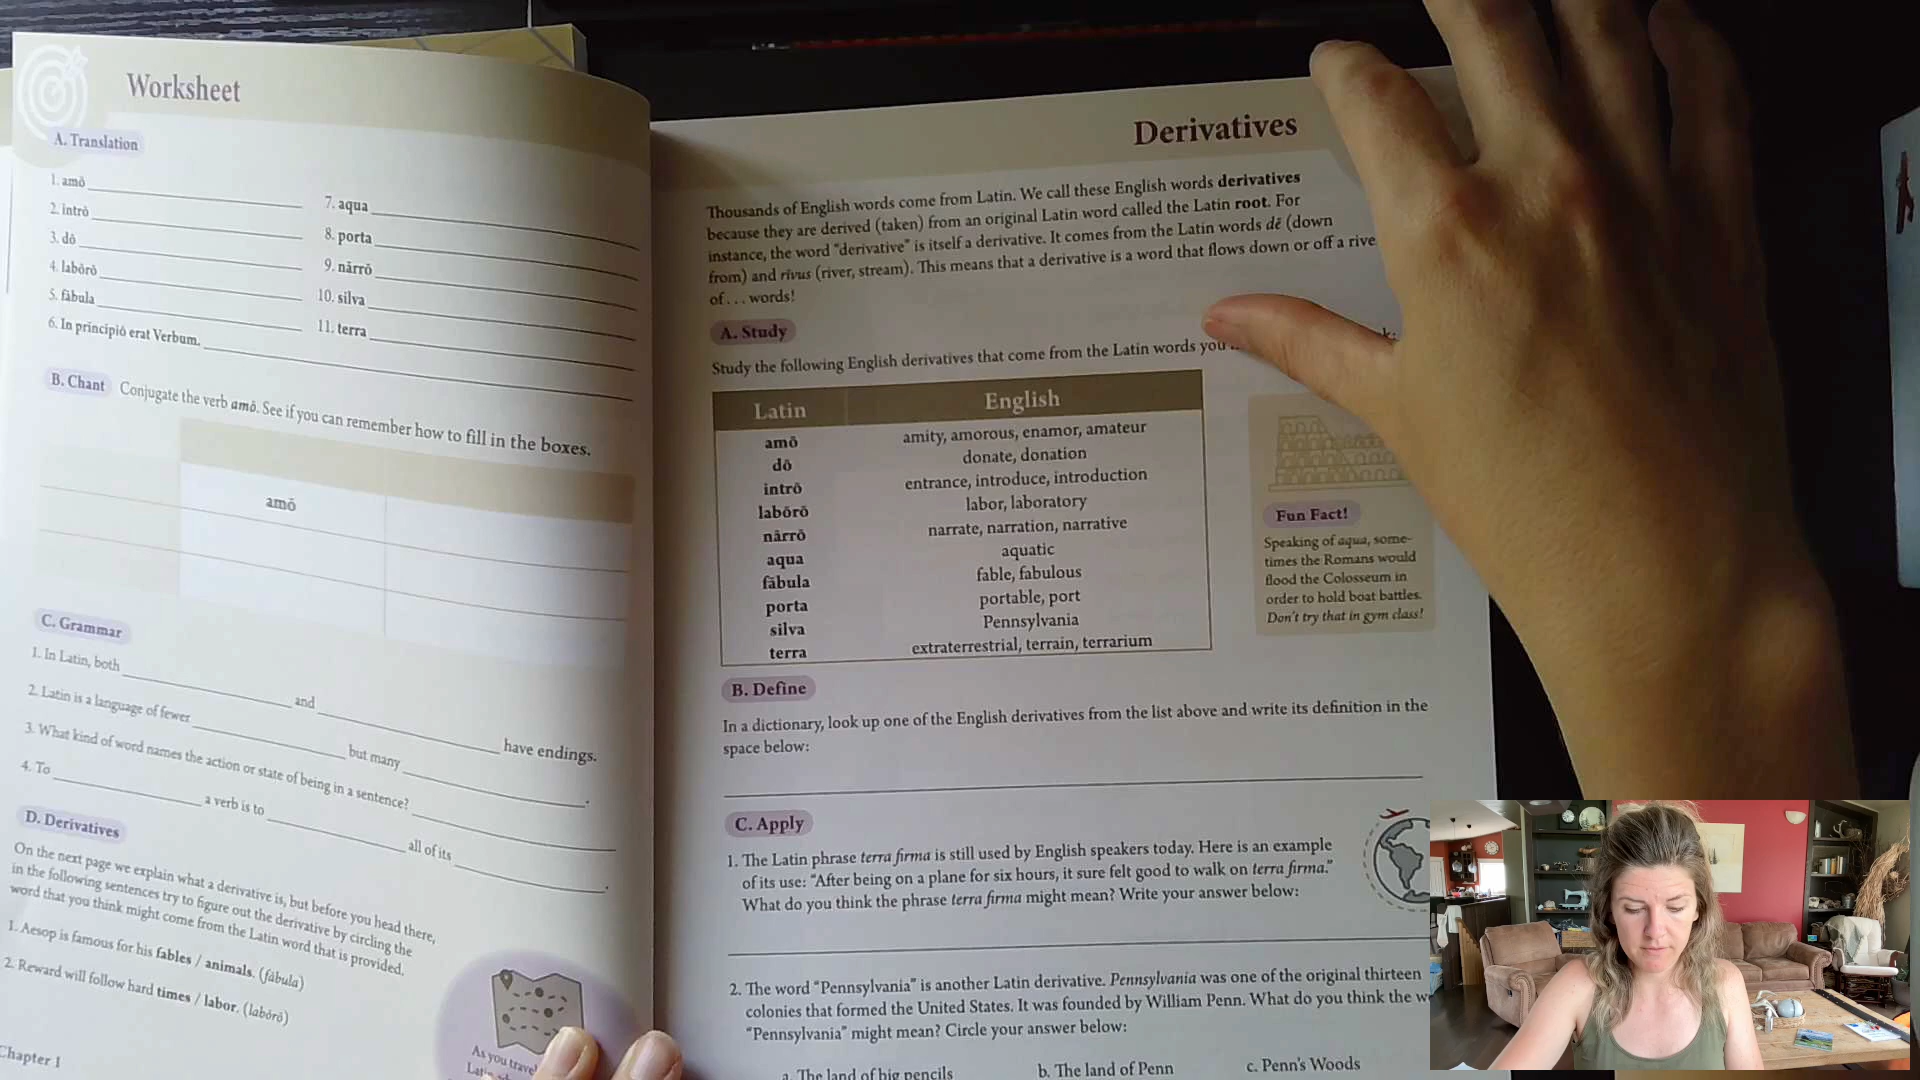 Worksheet
A. Translation
1. amō
2. intrō
3. dō
4. labōrō
5. fābula
6. In principiō erat Verbum.
7. aqua
8. porta
9. nārrō
10. silva
11. terra
B. Chant Conjugate the verb amō. See if you can remember how to fill in the boxes.
amō
C. Grammar
1. In Latin, both and have endings.
2. Latin is a language of fewer but many .
3. What kind of word names the action or state of being in a sentence?
4. To a verb is to all of its .
D. Derivatives
On the next page we explain what a derivative is, but before you head there,
in the following sentences try to figure out the derivative by circling the
word that you think might come from the Latin word that is provided.
1. Aesop is famous for his fables / animals. (fābula)
2. Reward will follow hard times / labor. (labōrō)
As you
Chapter 1
Derivatives
Thousands of English words come from Latin. We call these English words derivatives
because they are derived (taken) from an original Latin word called the Latin root. For
instance, the word "derivative" is itself a derivative. It comes from the Latin words dē (down
from) and rīvus (river, stream). This means that a derivative is a word that flows down or off a
of . . . words!
A. Study
Study the following English derivatives that come from the Latin words you
Latin English
amō amity, amorous, enamor, amateur
dō donate, donation
intrō entrance, introduce, introduction
labōrō labor, laboratory
nārrō narrate, narration, narrative
aqua aquatic
fābula fable, fabulous
porta portable, port
silva Pennsylvania
terra extraterrestrial, terrain, terrarium
Fun Fact!
Speaking of aqua, some-
times the Romans would
flood the Colosseum in
order to hold boat battles.
Don't try that in gym class!
B. Define
In a dictionary, look up one of the English derivatives from the list above and write its definition in the
space below:
C. Apply
1. The Latin phrase terra firma is still used by English speakers today. Here is an example
of its use: "After being on a plane for six hours, it sure felt good to walk on terra firma."
What do you think the phrase terra firma might mean? Write your answer below:
2. The word "Pennsylvania" is another Latin derivative. Pennsylvania was one of the original thirteen
colonies that formed the United States. It was founded by William Penn. What do you think the
"Pennsylvania" might mean? Circle your answer below:
a. The land of big pencils b. The land of Penn c. Penn's Woods